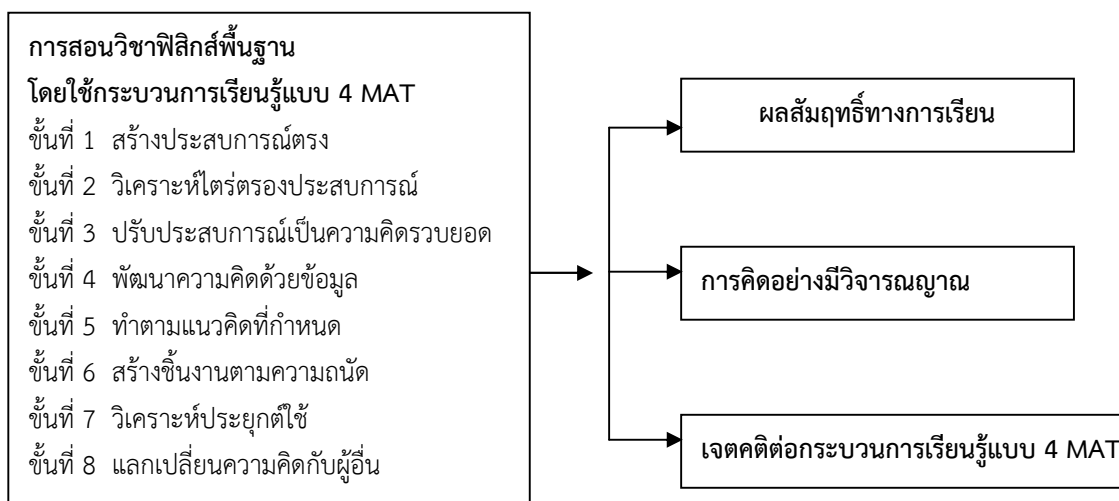 การสอนวิชาฟิสิกส์พื้นฐาน
โดยใช้กระบวนการเรียนรู้แบบ 4 MAT
ขั้นที่ 1 สร้างประสบการณ์ตรง
ขั้นที่ 2 วิเคราะห์ไตร่ตรองประสบการณ์
ขั้นที่ 3 ปรับประสบการณ์เป็นความคิดรวบยอด
ขั้นที่ 4 พัฒนาความคิดด้วยข้อมูล
ขั้นที่ 5 ทำตามแนวคิดที่กำหนด
ขั้นที่ 6 สร้างชิ้นงานตามความถนัด
ขั้นที่ 7 วิเคราะห์ประยุกต์ใช้
ขั้นที่ 8 แลกเปลี่ยนความคิดกับผู้อื่น
ผลสัมฤทธิ์ทางการเรียน
การคิดอย่างมีวิจารณญาณ
เจตคติต่อกระบวนการเรียนรู้แบบ 4 MAT